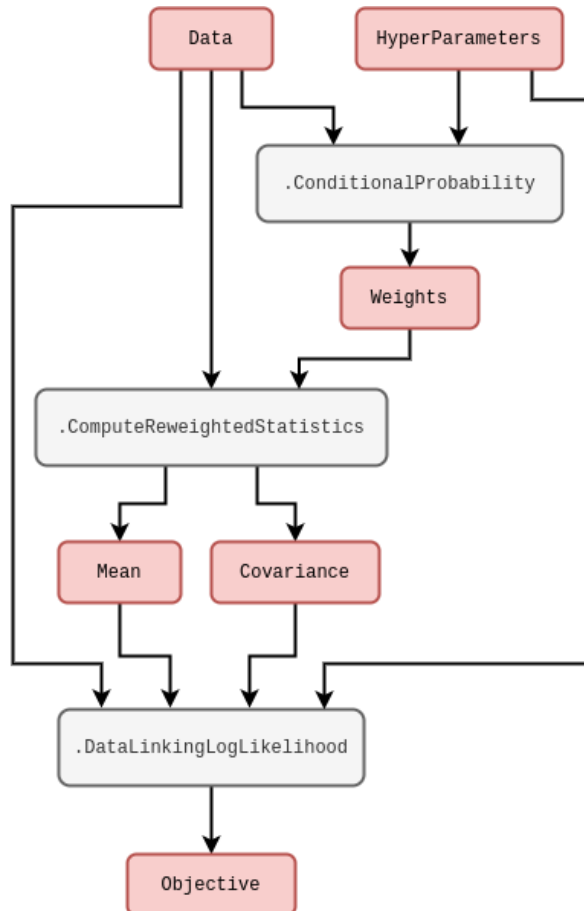 Data
HyperParameters
.ConditionalProbability
Weights
.ComputeReweightedStatistics
Mean
Covariance
.DataLinkingLogLikelihood
Objective